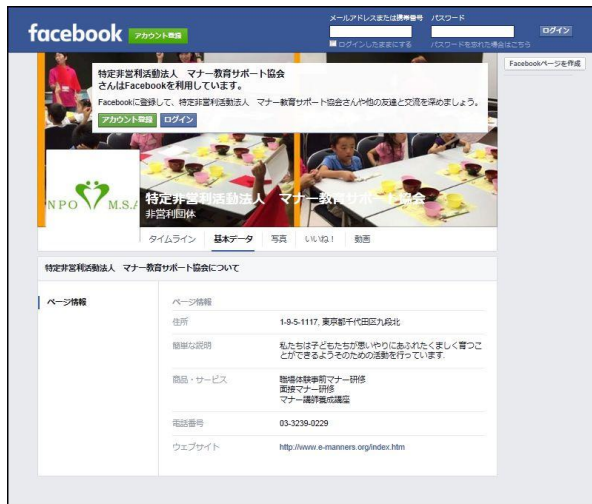 facebook アカウント登録
メールアドレスまたは携帯番号 パスワード
ログイン
ログインしたままにする パスワードを忘れた場合はこちら
Facebookページを作成
特定非営利活動法人 マナー教育サポート協会
さんはFacebookを利用しています。
Facebookに登録して、特定非営利活動法人 マナー教育サポート協会さんや他の友達と交流を深めましょう。
アカウント登録 ログイン
NPO M.S.A
特定非営利活動法人 マナー教育サポート協会
非営利団体
タイムライン 基本データ 写真 いいね! 動画
特定非営利活動法人 マナー教育サポート協会について
ページ情報
ページ情報
住所 1-9-5-1117, 東京都千代田区九段北
簡単な説明 私たちは子どもたちが思いやりにあふれたくましく育つこ
とができるようそのための活動を行っています.
商品・サービス 職場体験事前マナー研修
面接マナー研修
マナー講師養成講座
電話番号 03-3239-0229
ウェブサイト http://www.e-manners.org/index.htm